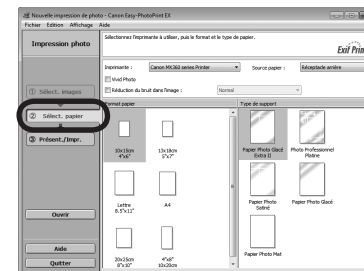 Nouvelle impression de photo - Canon Easy-PhotoPrint EX
Fichier Edition Affichage Aide
Impression photo
Sélectionnez l'imprimante à utiliser, puis le format et le type de papier.
Exif Prin
Imprimante : Canon MX360 series Printer Source papier : Réceptacle arrière
Vivid Photo
Réduction du bruit dans l'image : Normal
① Sélect. images
② Sélect. papier
③ Présent./Impr.
Format papier Type de support
10x15cm 13x18cm Papier Photo Glacé Photo Professionnel
4"x6" 5"x7" Extra II Platine
Lettre A4 Papier Photo Papier Photo Glacé
8.5"x11" Satiné
20x25cm 4"x8" Papier Photo Mat
8"x10" 10x20cm
Ouvrir
Aide
Quitter